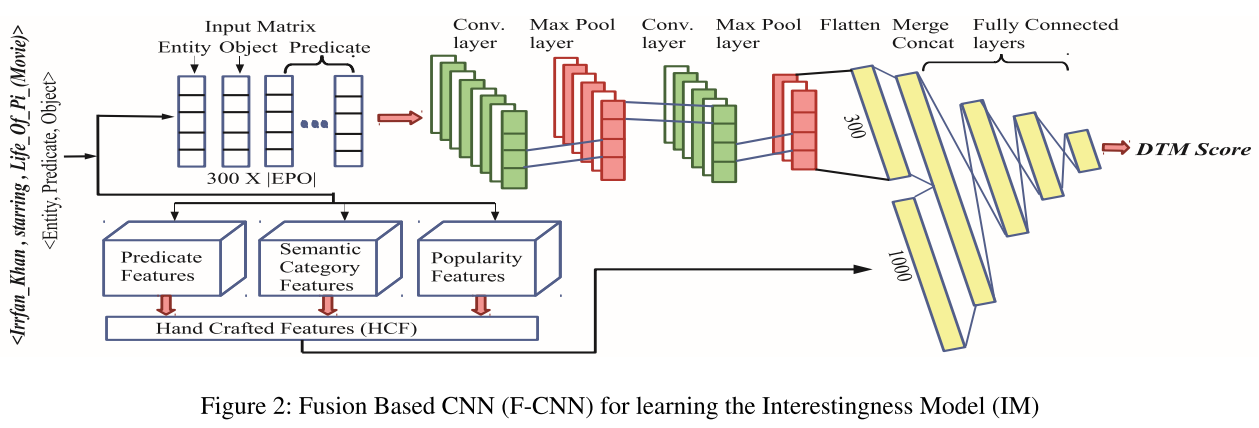 <Irrfan_Khan , starring , Life_Of_Pi_(Movie)>
<Entity, Predicate, Object>
Input Matrix
Entity Object Predicate
300 X |EPO|
Conv. layer
Max Pool layer
Conv. layer
Max Pool layer
Flatten
Merge Concat
Fully Connected layers
300
1000
DTM Score
Predicate Features
Semantic Category Features
Popularity Features
Hand Crafted Features (HCF)
Figure 2: Fusion Based CNN (F-CNN) for learning the Interestingness Model (IM)